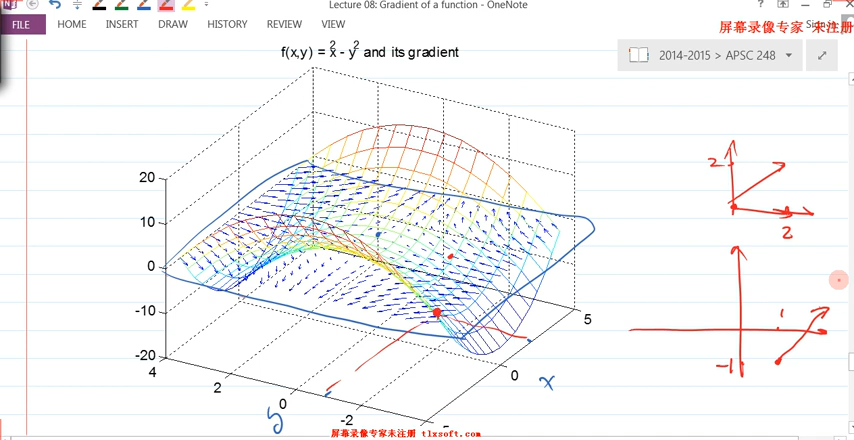 Lecture 08: Gradient of a function - OneNote
FILE HOME INSERT DRAW HISTORY REVIEW VIEW
屏幕录像专家 未注册
2014-2015 > APSC 248
f(x,y) = x² - y² and its gradient
20
10
0
-10
-20
4
2
0
-2
0
5
x
y
2
2
1
-1
屏幕录像专家未注册 tlxsoft.com